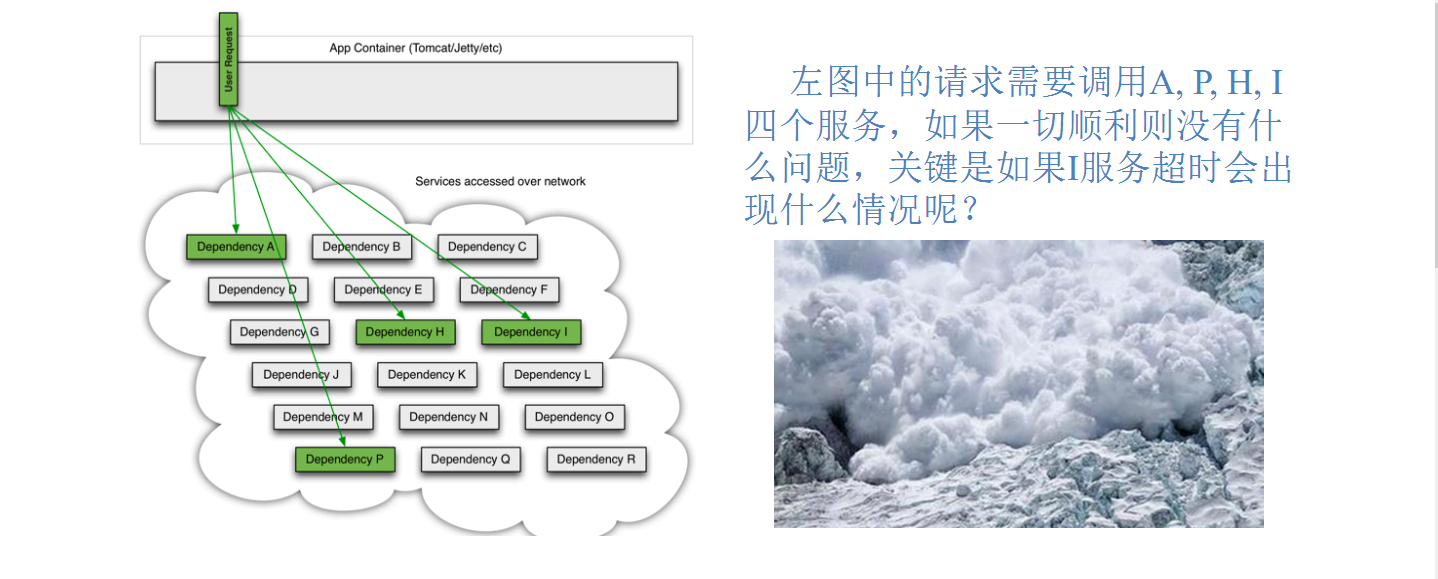 User Request
App Container (Tomcat/Jetty/etc)
Services accessed over network
Dependency A
Dependency B
Dependency C
Dependency D
Dependency E
Dependency F
Dependency G
Dependency H
Dependency I
Dependency J
Dependency K
Dependency L
Dependency M
Dependency N
Dependency O
Dependency P
Dependency Q
Dependency R
左图中的请求需要调用A, P, H, I
四个服务，如果一切顺利则没有什
么问题，关键是如果I服务超时会出
现什么情况呢？